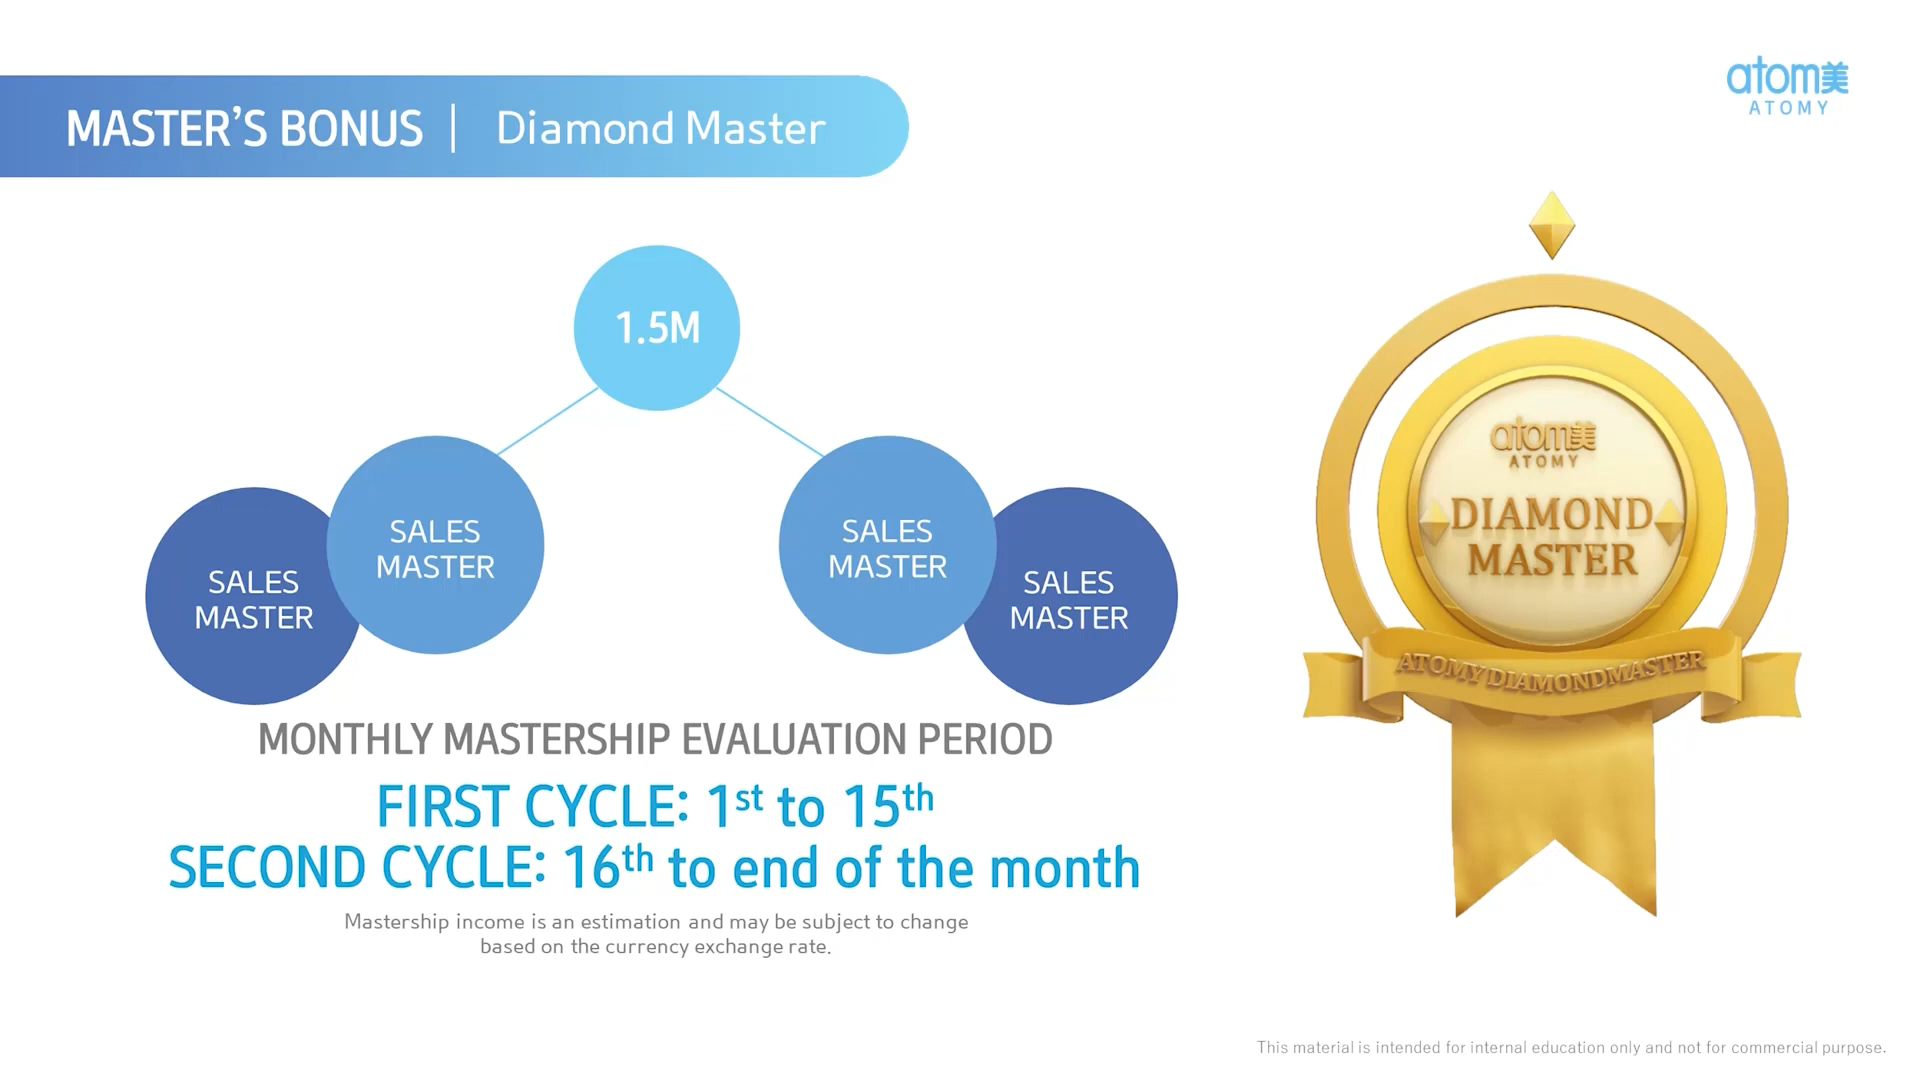 MASTER'S BONUS | Diamond Master
atom美
ATOMY
1.5M
SALES
MASTER
SALES
MASTER
SALES
MASTER
SALES
MASTER
MONTHLY MASTERSHIP EVALUATION PERIOD
FIRST CYCLE: 1st to 15th
SECOND CYCLE: 16th to end of the month
Mastership income is an estimation and may be subject to change
based on the currency exchange rate.
atom美
ATOMY
DIAMOND
MASTER
ATOMY DIAMOND MASTER
This material is intended for internal education only and not for commercial purpose.